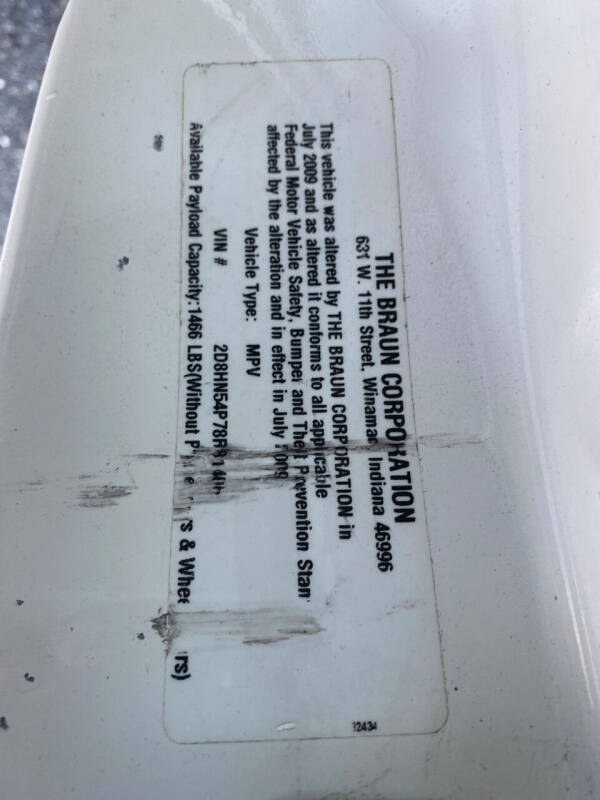 THE BRAUN CORPORATION
631 W. 11th Street, Winamac Indiana 46996
This vehicle was altered by THE BRAUN CORPORATION in
July 2009 and as altered it conforms to all applicable
Federal Motor Vehicle Safety, Bumper and Theft Prevention Stan
affected by the alteration and in effect in July 2009
Vehicle Type: MPV
VIN #
Available Payload Capacity:1466 LBS(Without & Whee rs)
12434